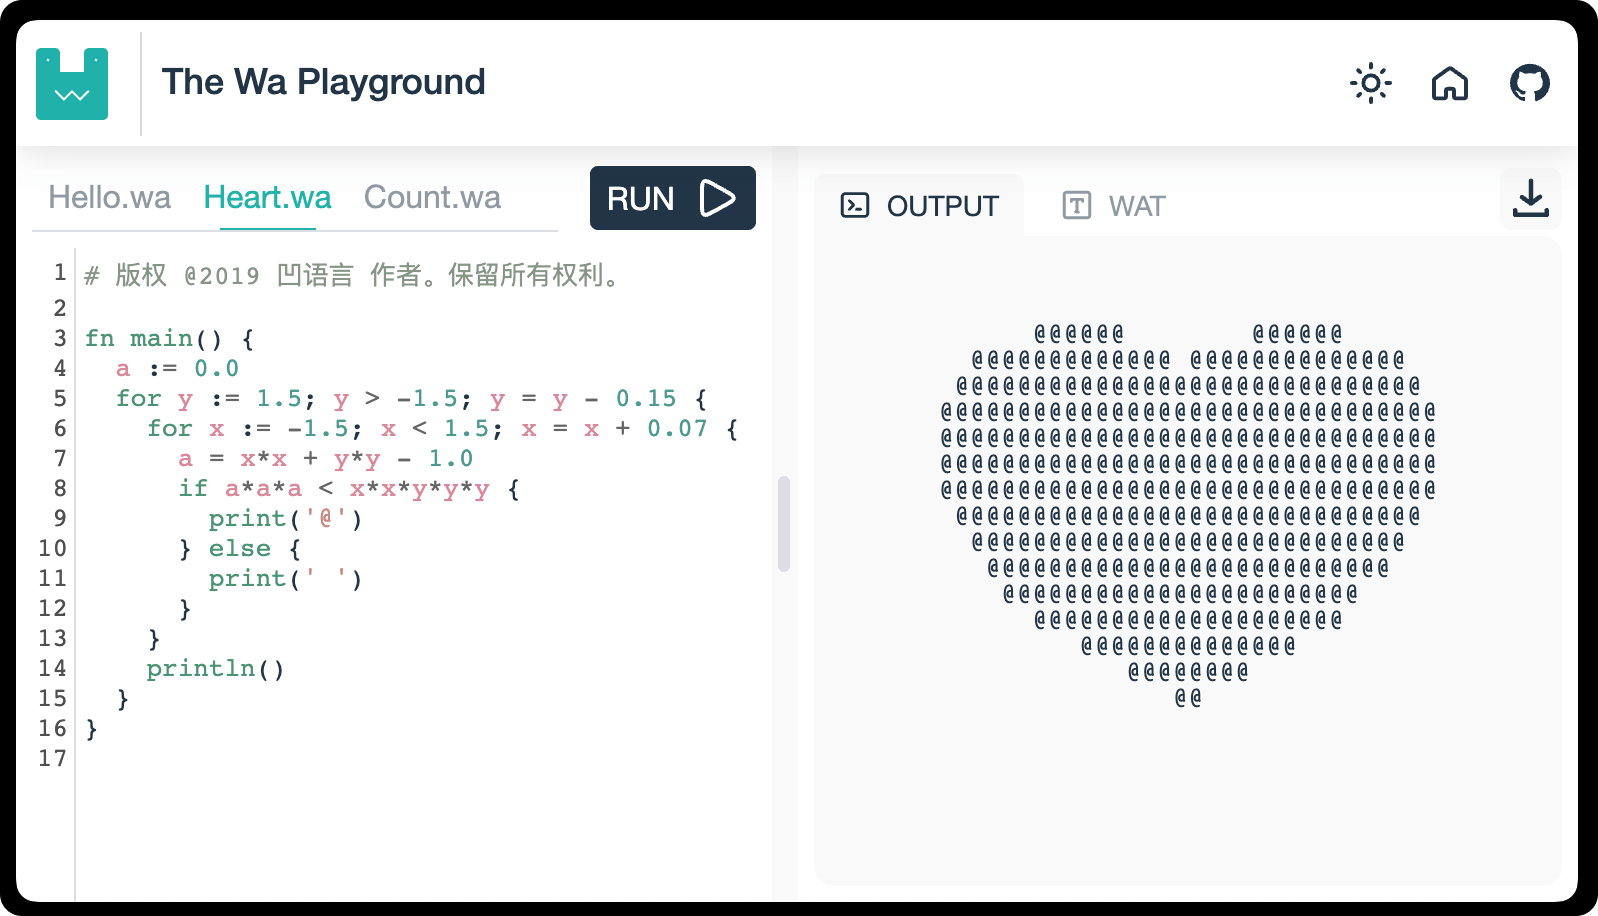 The Wa Playground
Hello.wa Heart.wa Count.wa RUN
1 # 版权 @2019 凹语言 作者。保留所有权利。
2
3 fn main() {
4   a := 0.0
5   for y := 1.5; y > -1.5; y = y - 0.15 {
6     for x := -1.5; x < 1.5; x = x + 0.07 {
7       a = x*x + y*y - 1.0
8       if a*a*a < x*x*y*y*y {
9         print('@')
10       } else {
11         print(' ')
12       }
13     }
14     println()
15   }
16 }
17
OUTPUT WAT
      @@@@@@        @@@@@@
  @@@@@@@@@@@@@ @@@@@@@@@@@@@@
 @@@@@@@@@@@@@@@@@@@@@@@@@@@@@@
@@@@@@@@@@@@@@@@@@@@@@@@@@@@@@@@
@@@@@@@@@@@@@@@@@@@@@@@@@@@@@@@@
@@@@@@@@@@@@@@@@@@@@@@@@@@@@@@@@
@@@@@@@@@@@@@@@@@@@@@@@@@@@@@@@@
 @@@@@@@@@@@@@@@@@@@@@@@@@@@@@@
  @@@@@@@@@@@@@@@@@@@@@@@@@@@@
   @@@@@@@@@@@@@@@@@@@@@@@@@@
    @@@@@@@@@@@@@@@@@@@@@@@
      @@@@@@@@@@@@@@@@@@@@
         @@@@@@@@@@@@@@
            @@@@@@@@
               @@